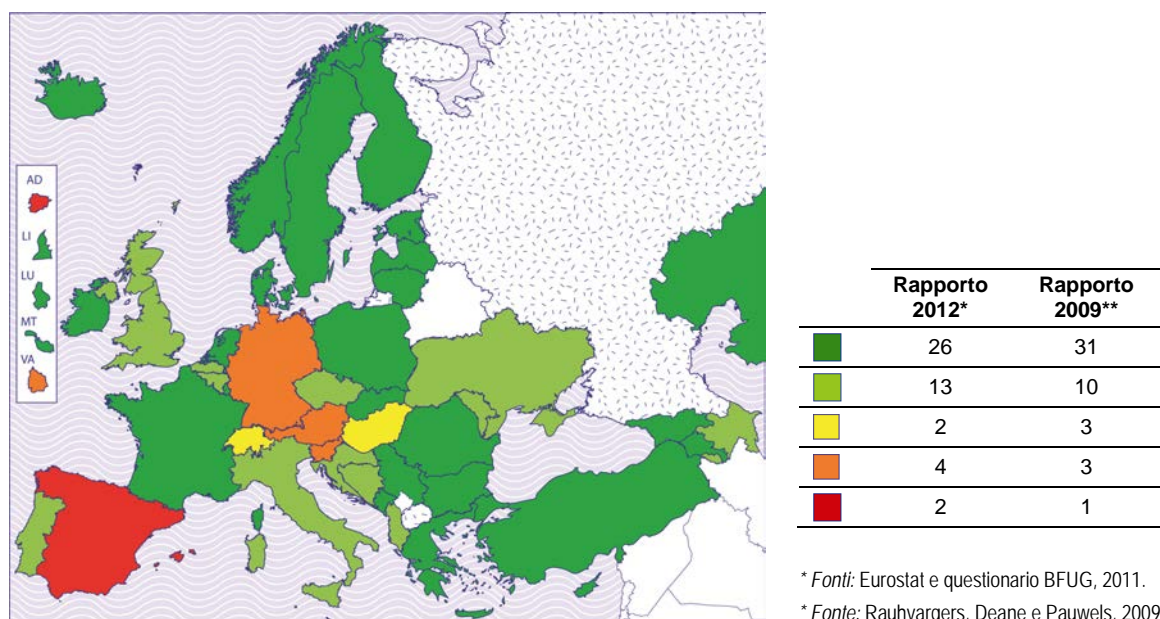 AD
LI
LU
MT
VA
Rapporto 2012* Rapporto 2009**
26 31
13 10
2 3
4 3
2 1
* Fonti: Eurostat e questionario BFUG, 2011.
* Fonte: Rauhvargers, Deane e Pauwels, 2009